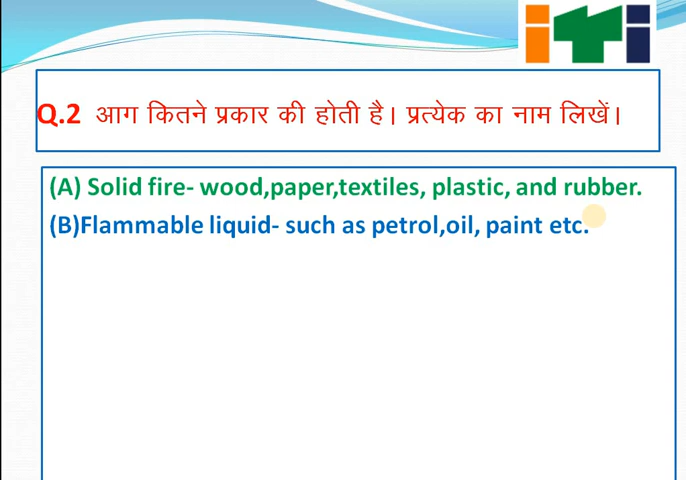 iTi
Q.2 आग कितने प्रकार की होती है। प्रत्येक का नाम लिखें।
(A) Solid fire- wood,paper,textiles, plastic, and rubber.
(B)Flammable liquid- such as petrol,oil, paint etc.